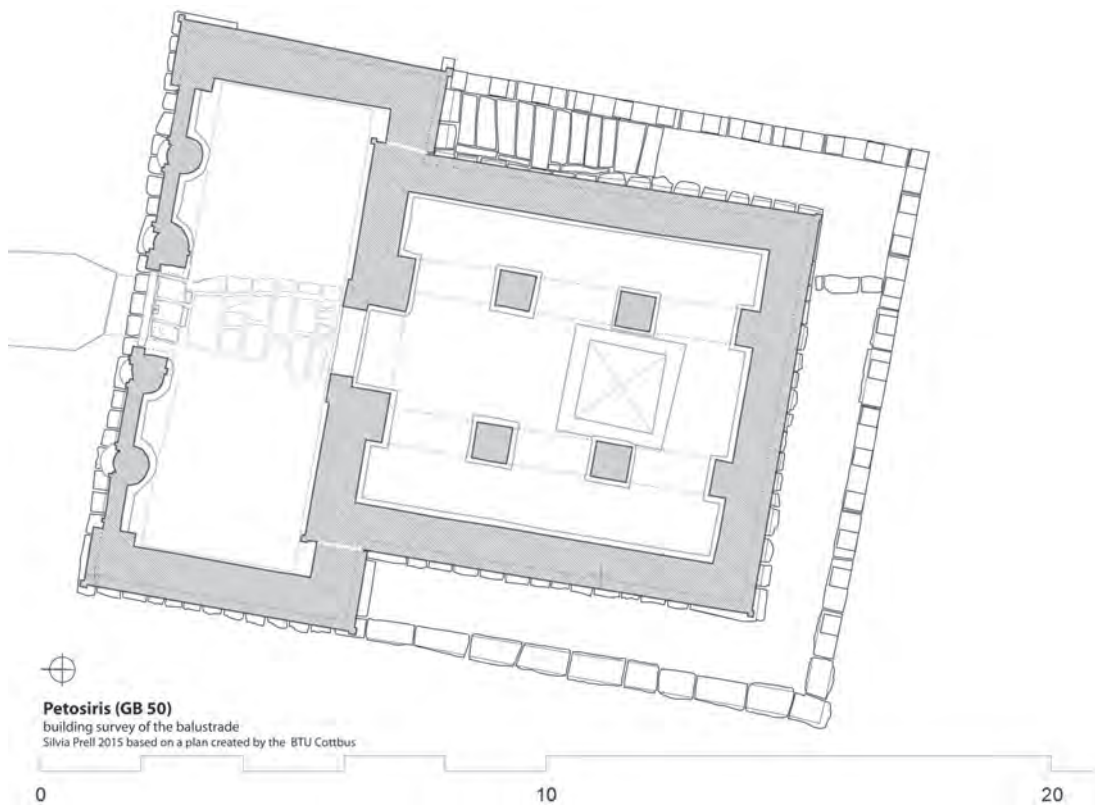 Petosiris (GB 50)
building survey of the balustrade
Silvia Prell 2015 based on a plan created by the BTU Cottbus
0 10 20